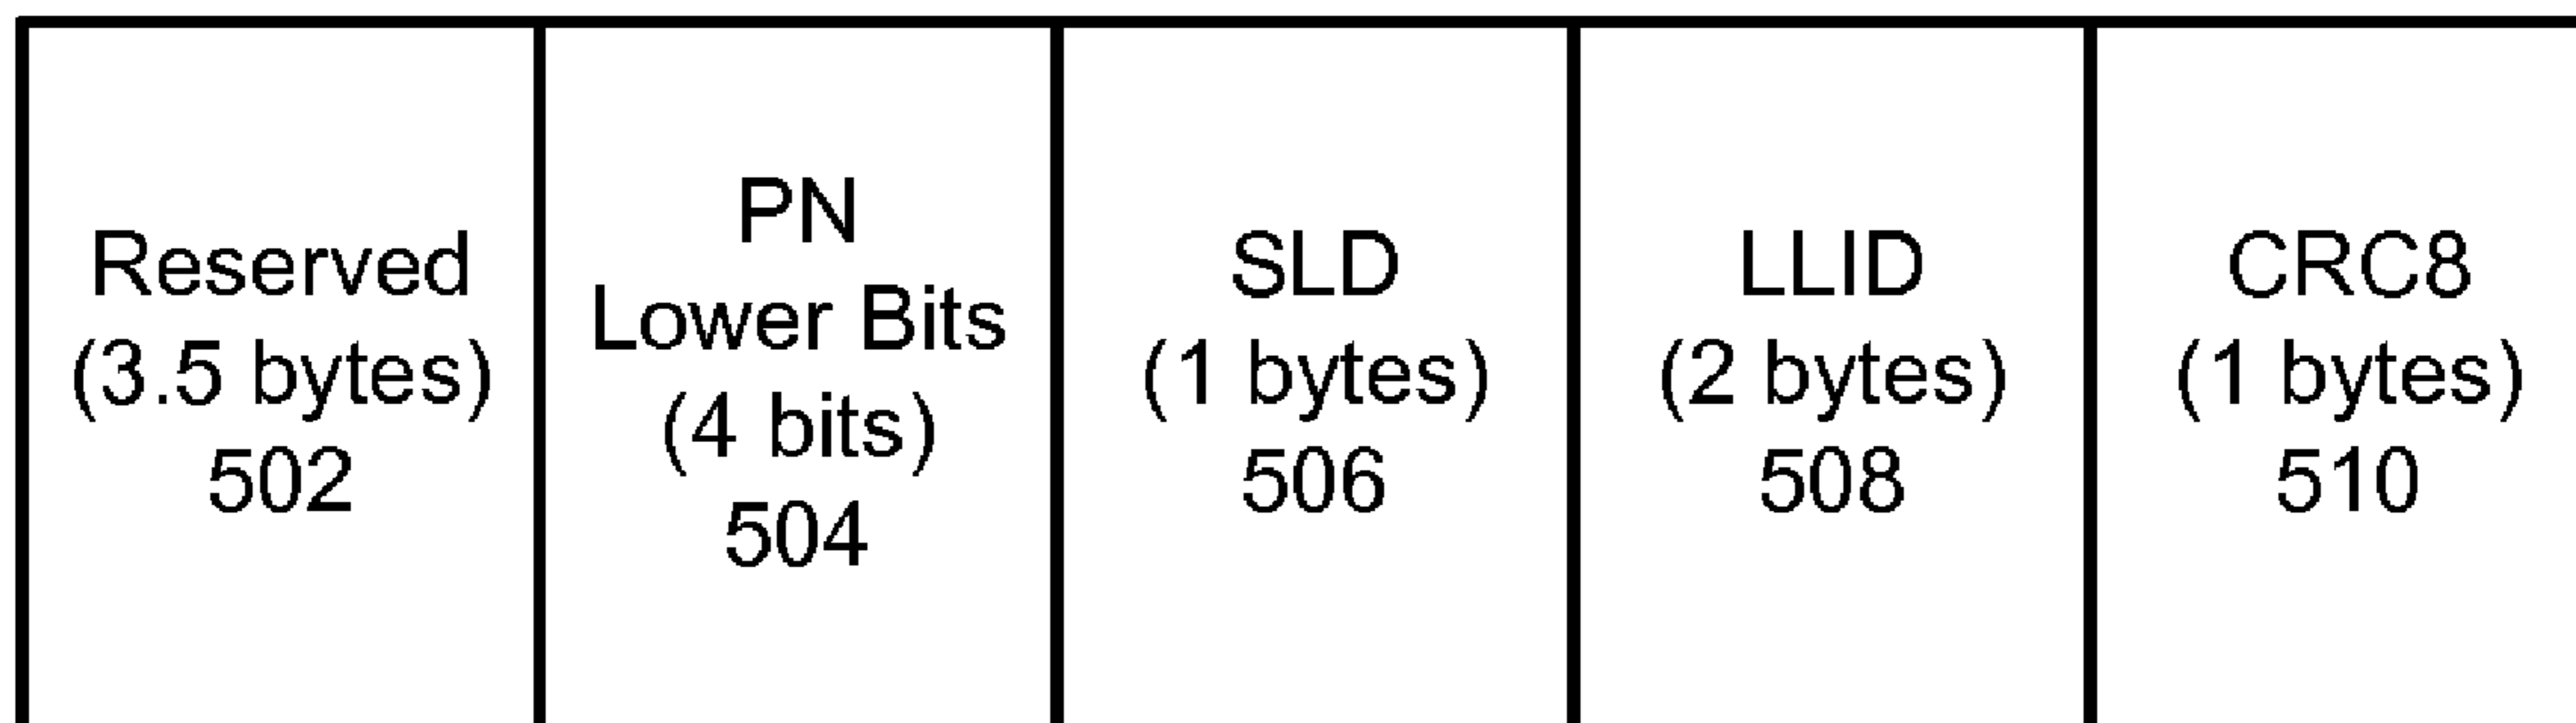 Reserved
(3.5 bytes)
502
PN
Lower Bits
(4 bits)
504
SLD
(1 bytes)
506
LLID
(2 bytes)
508
CRC8
(1 bytes)
510